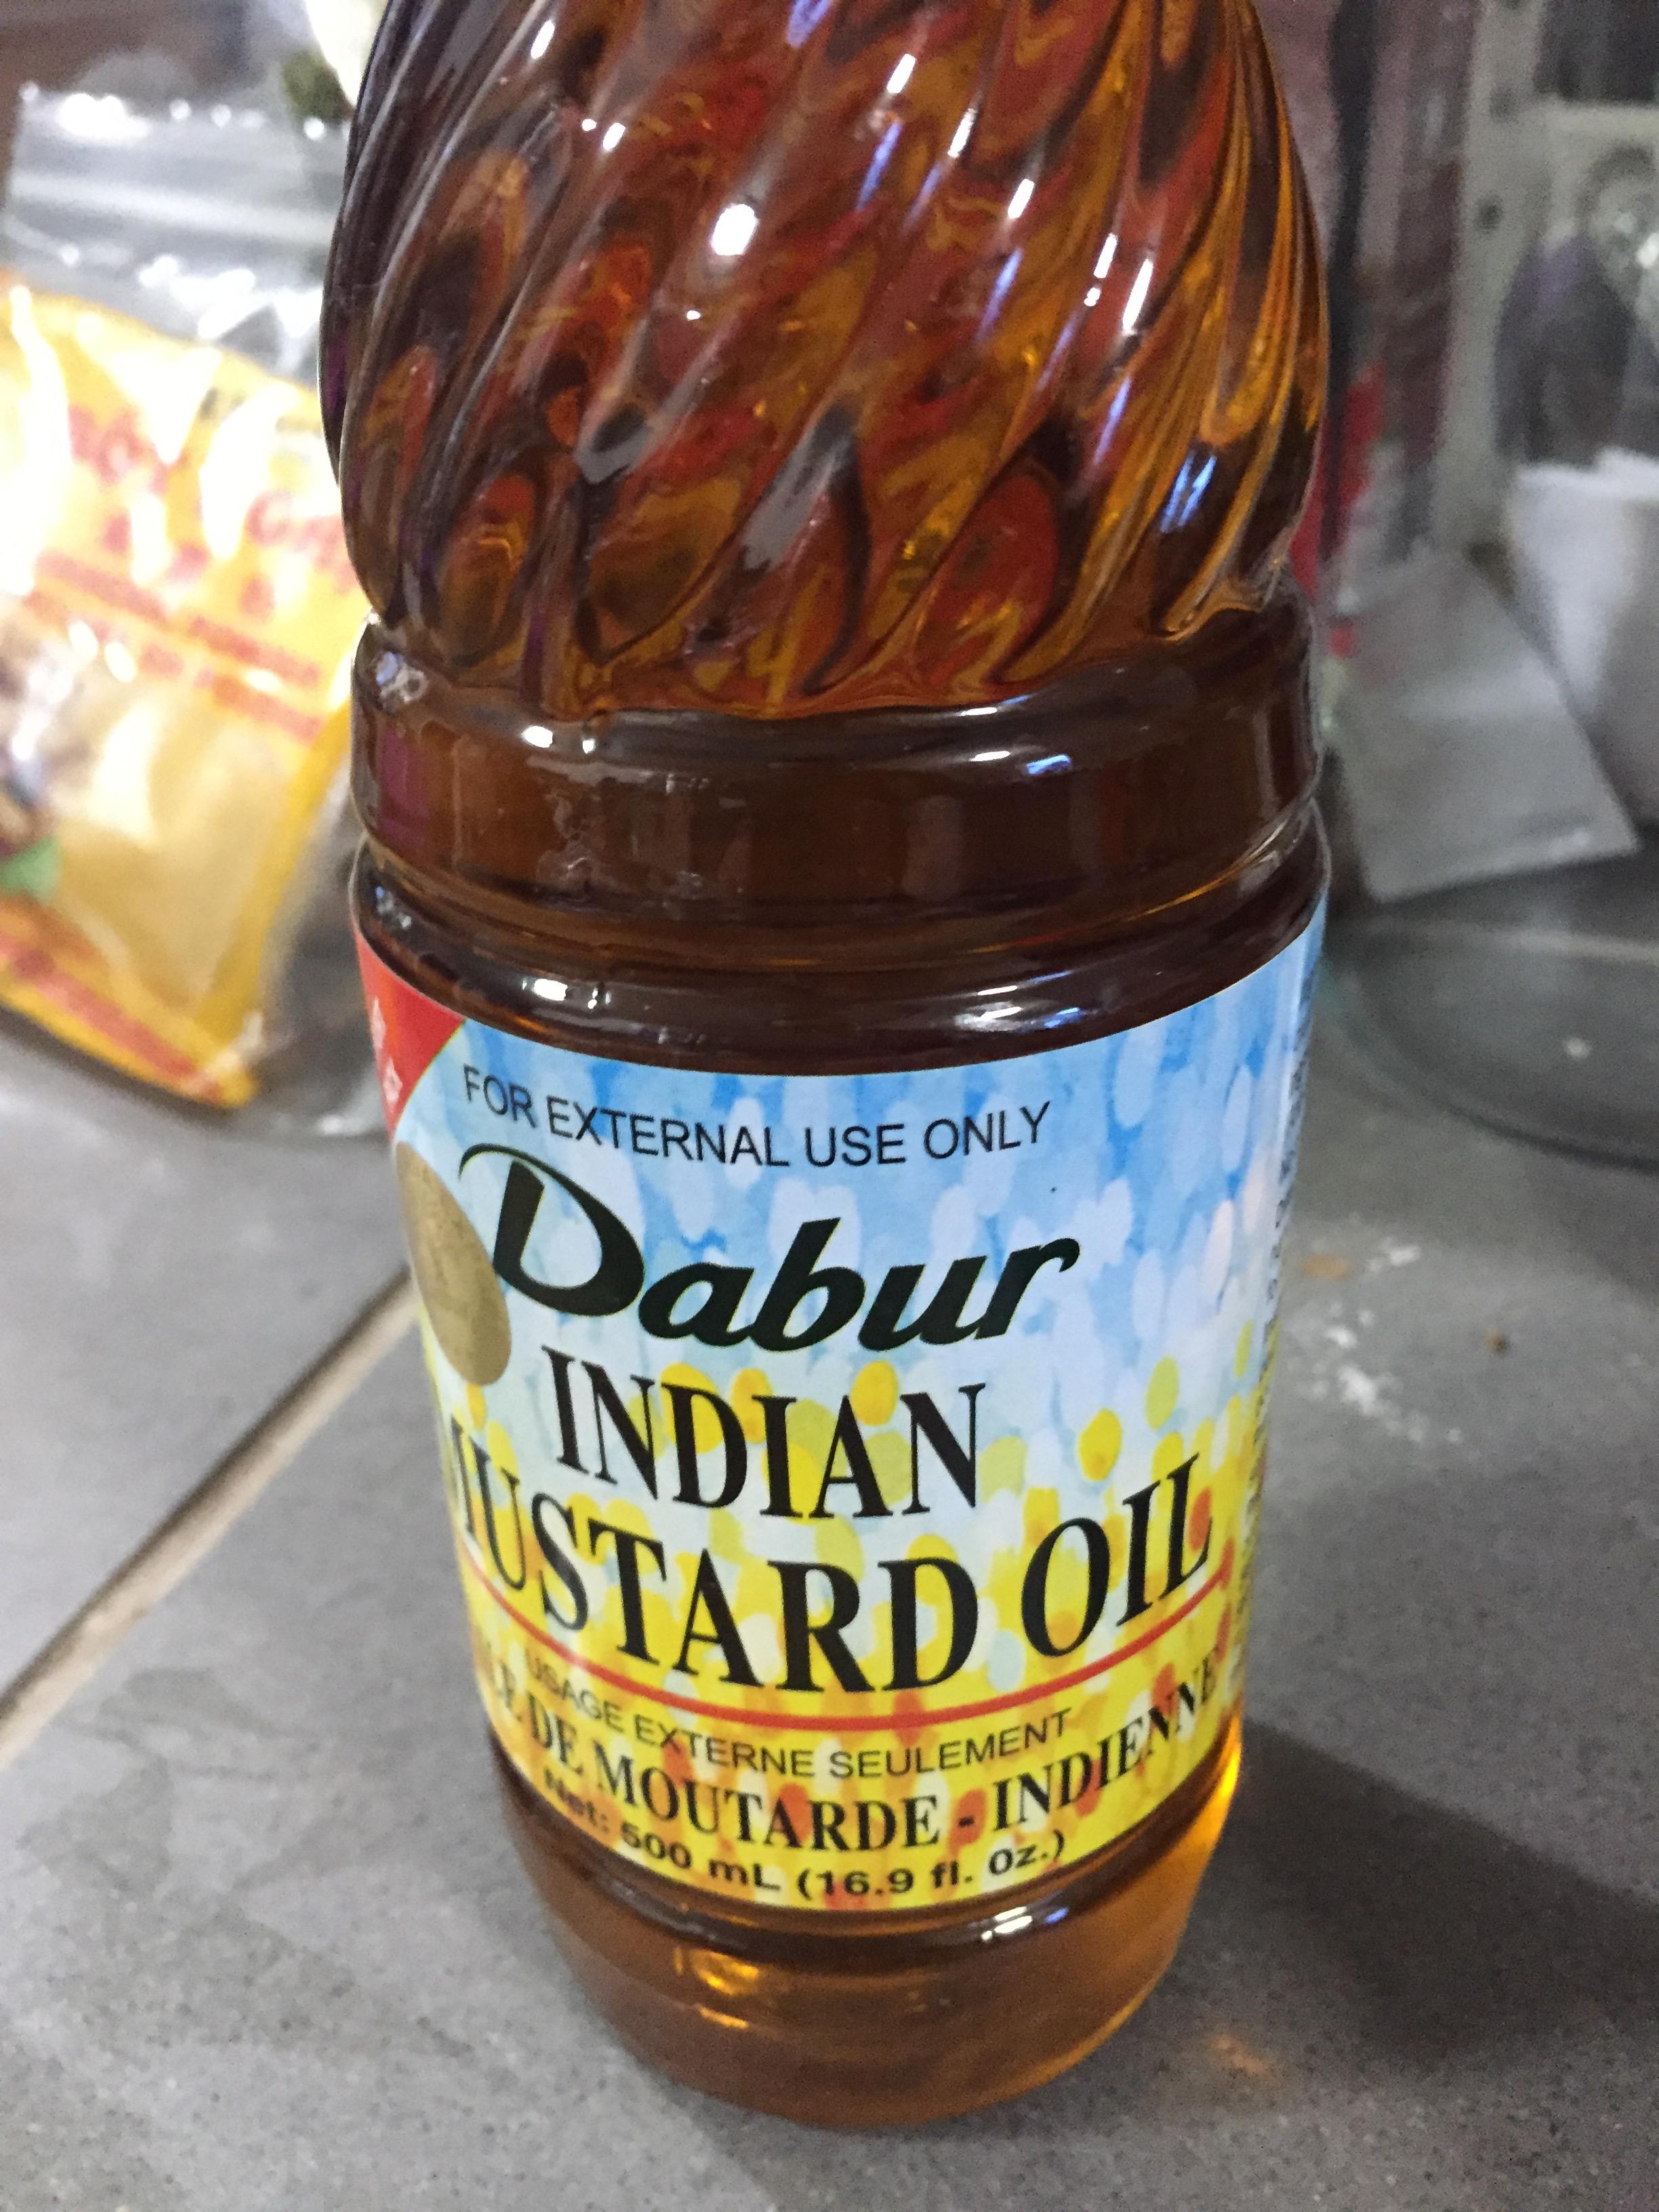 FOR EXTERNAL USE ONLY
Dabur
INDIAN
MUSTARD OIL
USAGE EXTERNE SEULEMENT
DE MOUTARDE - INDIENNE
Net: 500 mL (16.9 fl. Oz.)